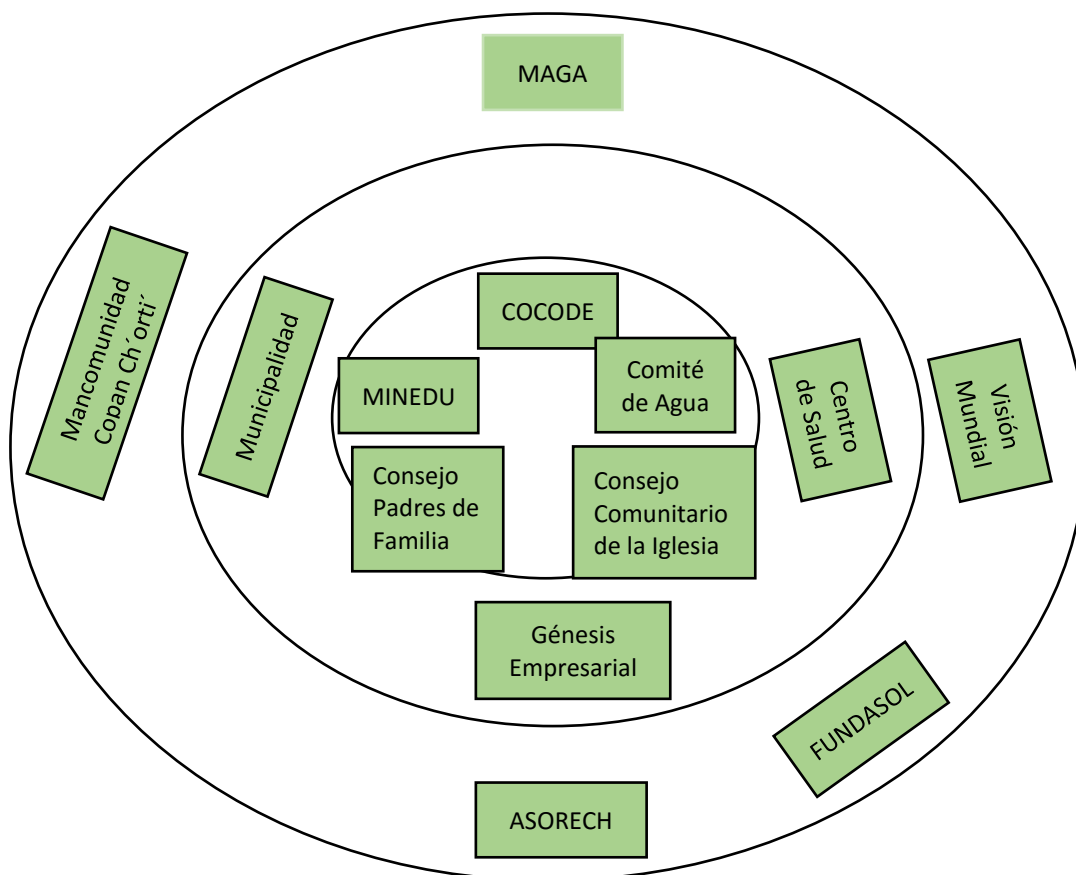 MAGA
Mancomunidad
Copan Ch´orti´
Municipalidad
COCODE
MINEDU
Comité
de Agua
Consejo
Padres de
Familia
Consejo
Comunitario
de la Iglesia
Centro
de Salud
Visión
Mundial
Génesis
Empresarial
FUNDASOL
ASORECH